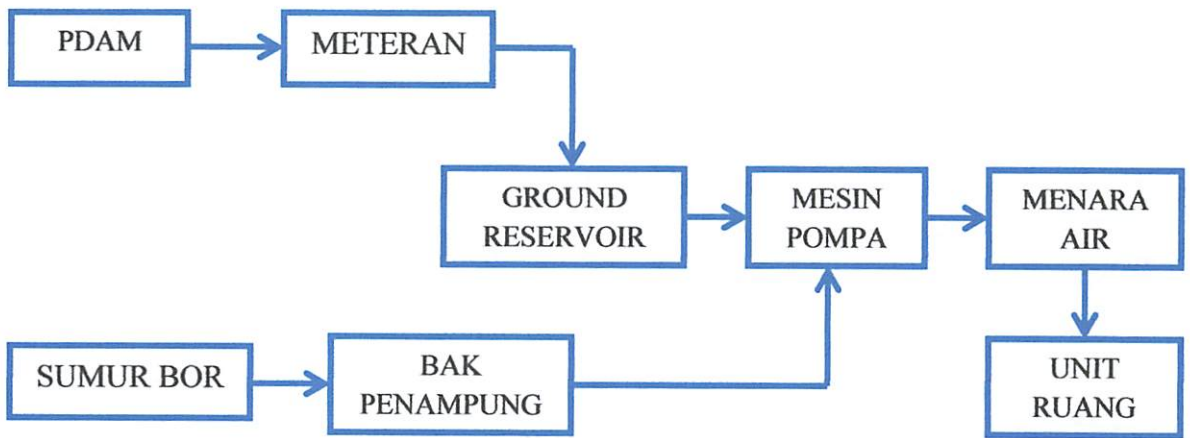 PDAM
METERAN
GROUND
RESERVOIR
MESIN
POMPA
MENARA
AIR
SUMUR BOR
BAK
PENAMPUNG
UNIT
RUANG